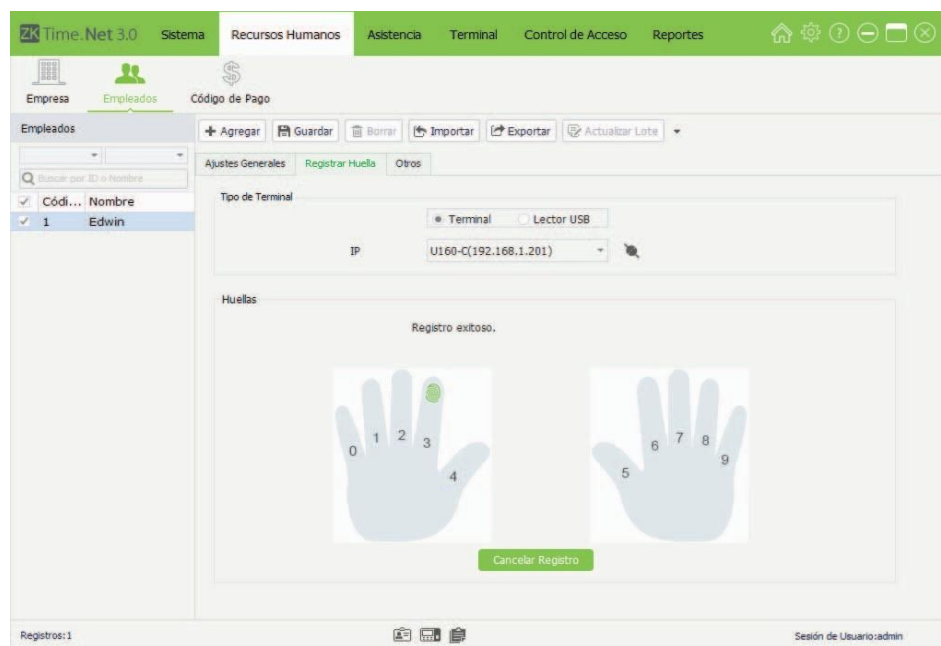 ZK Time.Net 3.0 Sistema Recursos Humanos Asistencia Terminal Control de Acceso Reportes
Empresa Empleados Código de Pago
Empleados
Agregar Guardar Borrar Importar Exportar Actualizar Lote
Ajustes Generales Registrar Huella Otros
Buscar por ID o Nombre
Códi... Nombre
1 Edwin
Tipo de Terminal
Terminal Lector USB
IP U160-C(192.168.1.201)
Huellas
Registro exitoso.
0 1 2 3 4 5 6 7 8 9
Cancelar Registro
Registros:1 Sesión de Usuario:admin